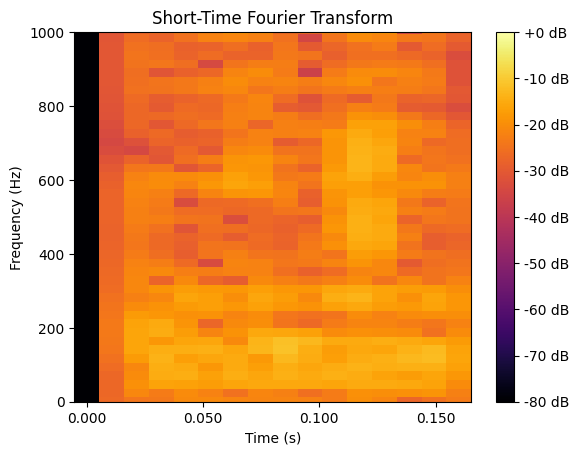 Short-Time Fourier Transform
Frequency (Hz)
1000
800
600
400
200
0
0.000
0.050
0.100
0.150
Time (s)
+0 dB
-10 dB
-20 dB
-30 dB
-40 dB
-50 dB
-60 dB
-70 dB
-80 dB